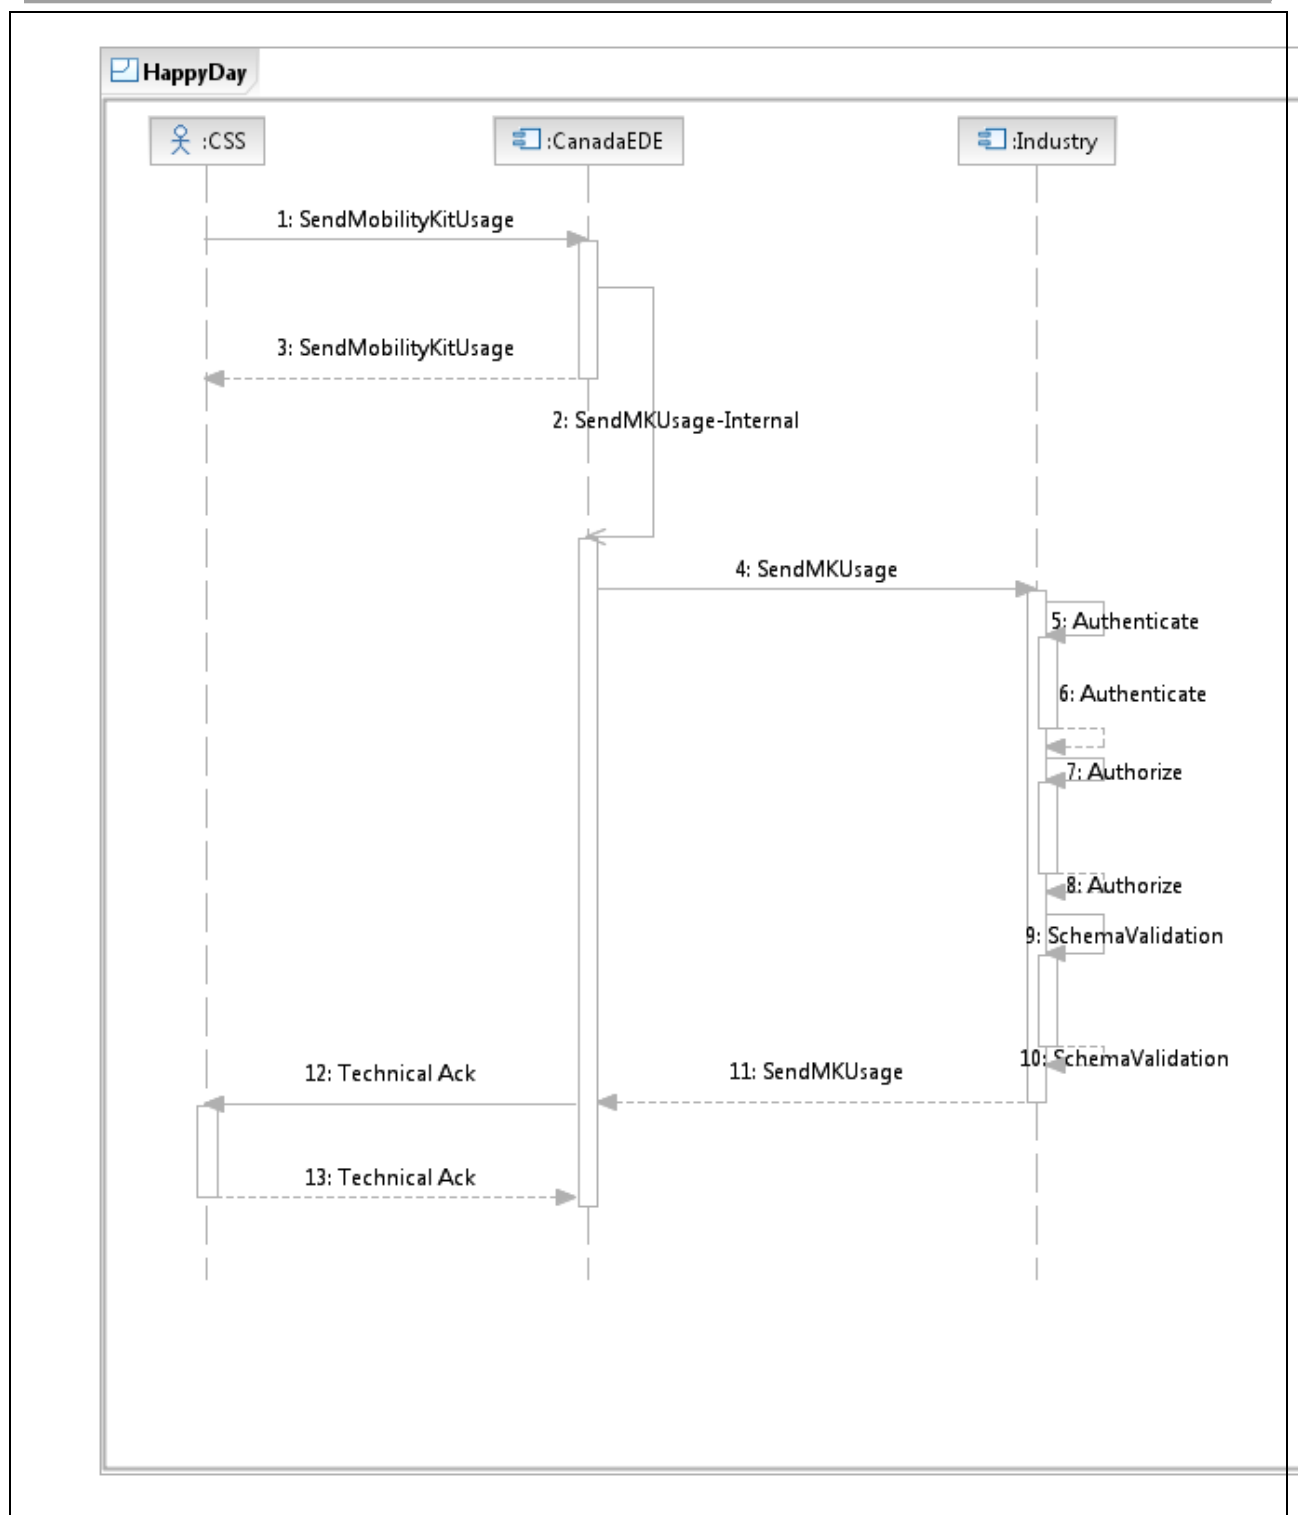 HappyDay
:CSS
:CanadaEDE
:Industry
1: SendMobilityKitUsage
3: SendMobilityKitUsage
2: SendMKUsage-Internal
4: SendMKUsage
5: Authenticate
6: Authenticate
7: Authorize
8: Authorize
9: SchemaValidation
10: SchemaValidation
11: SendMKUsage
12: Technical Ack
13: Technical Ack